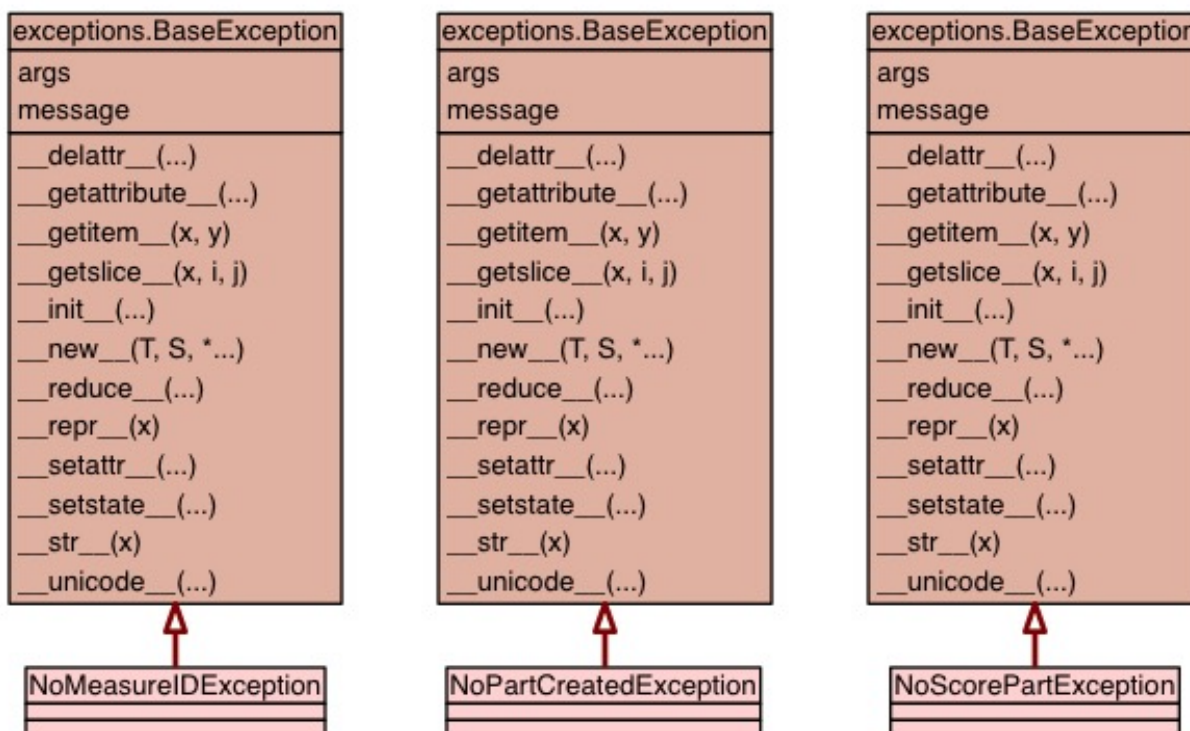 exceptions.BaseException
args
message
__delattr__(...)
__getattribute__(...)
__getitem__(x, y)
__getslice__(x, i, j)
__init__(...)
__new__(T, S, *...)
__reduce__(...)
__repr__(x)
__setattr__(...)
__setstate__(...)
__str__(x)
__unicode__(...)
NoMeasureIDException
exceptions.BaseException
args
message
__delattr__(...)
__getattribute__(...)
__getitem__(x, y)
__getslice__(x, i, j)
__init__(...)
__new__(T, S, *...)
__reduce__(...)
__repr__(x)
__setattr__(...)
__setstate__(...)
__str__(x)
__unicode__(...)
NoPartCreatedException
exceptions.BaseException
args
message
__delattr__(...)
__getattribute__(...)
__getitem__(x, y)
__getslice__(x, i, j)
__init__(...)
__new__(T, S, *...)
__reduce__(...)
__repr__(x)
__setattr__(...)
__setstate__(...)
__str__(x)
__unicode__(...)
NoScorePartException